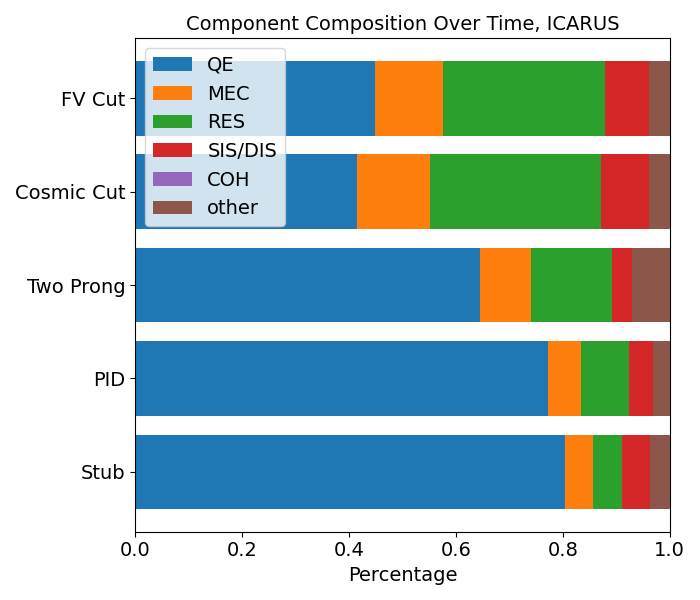 Component Composition Over Time, ICARUS
FV Cut
Cosmic Cut
Two Prong
PID
Stub
QE
MEC
RES
SIS/DIS
COH
other
0.0 0.2 0.4 0.6 0.8 1.0
Percentage